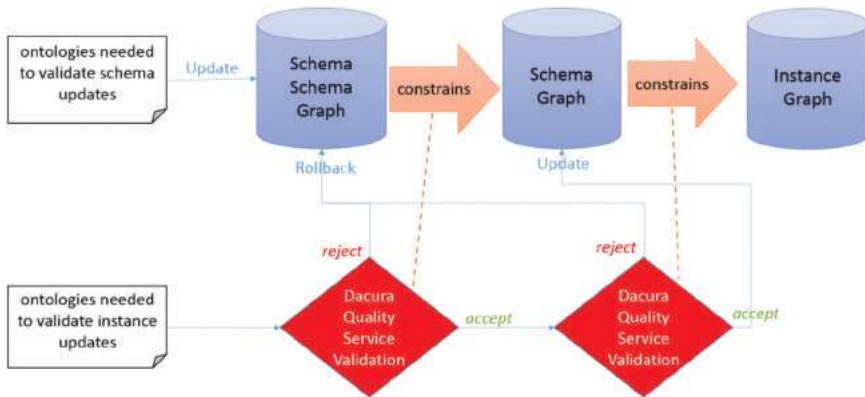 ontologies needed
to validate schema
updates
Update
Schema
Schema
Graph
constrains
Schema
Graph
constrains
Instance
Graph
Rollback
Update
reject
reject
ontologies needed
to validate instance
updates
Dacura
Quality
Service
Validation
accept
Dacura
Quality
Service
Validation
accept